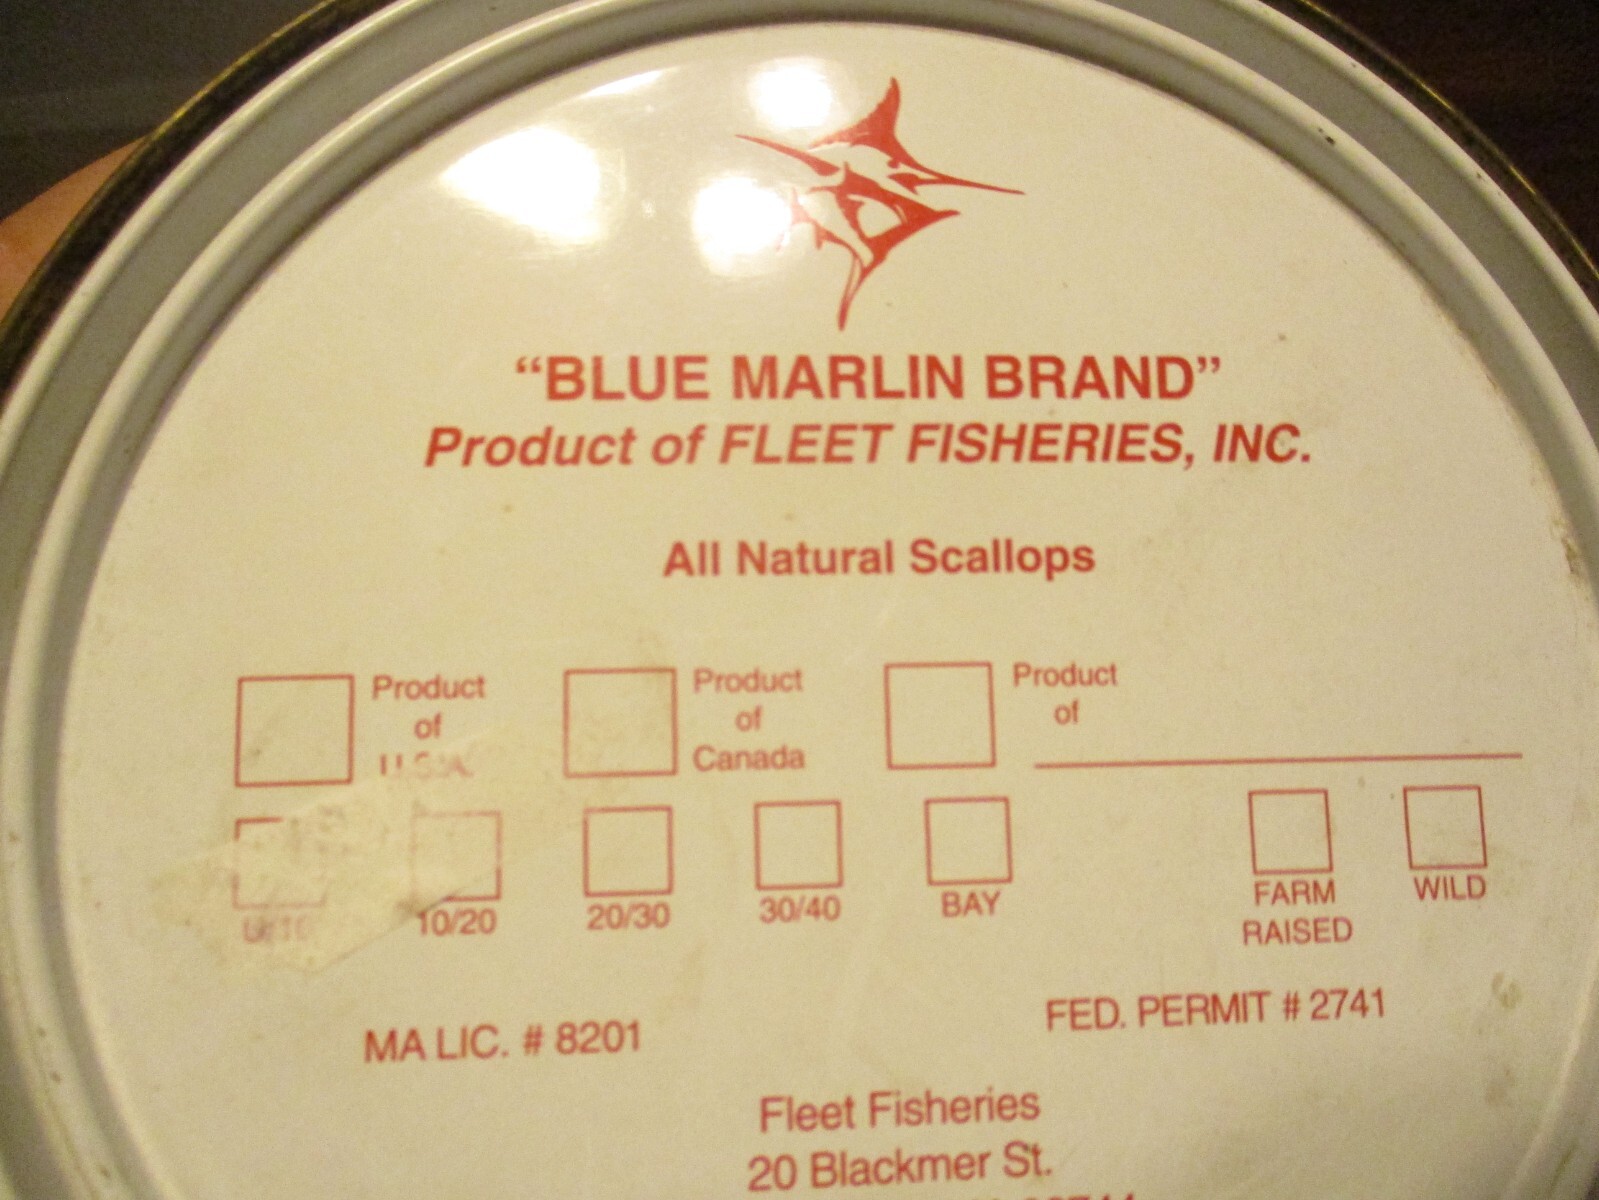 “BLUE MARLIN BRAND”
Product of FLEET FISHERIES, INC.
All Natural Scallops
Product of U.S.A.
Product of Canada
Product of
U/10
10/20
20/30
30/40
BAY
FARM RAISED
WILD
MA LIC. # 8201
FED. PERMIT # 2741
Fleet Fisheries
20 Blackmer St.